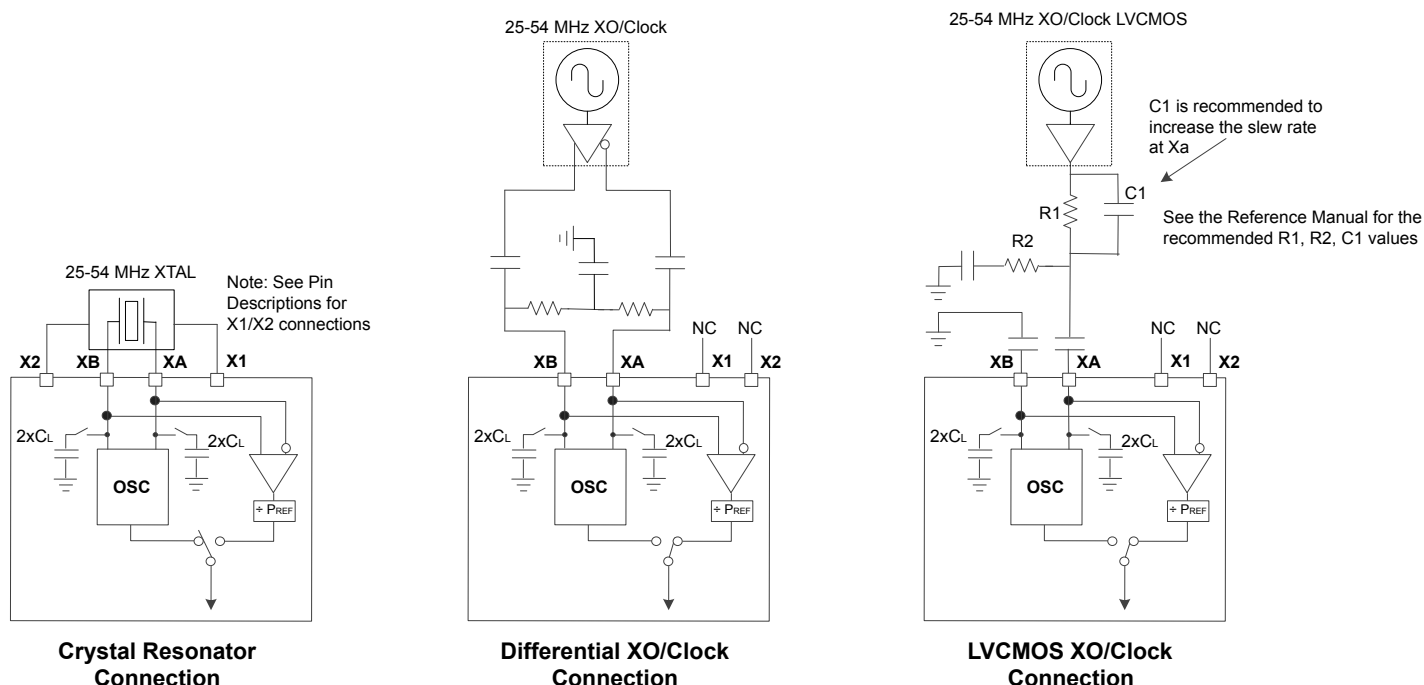 25-54 MHz XTAL
Note: See Pin
Descriptions for
X1/X2 connections
X2
XB
XA
X1
2xCL
2xCL
OSC
÷ PREF
Crystal Resonator
Connection
25-54 MHz XO/Clock
NC
NC
XB
XA
X1
X2
2xCL
2xCL
OSC
÷ PREF
Differential XO/Clock
Connection
25-54 MHz XO/Clock LVCMOS
C1 is recommended to
increase the slew rate
at Xa
C1
R1
See the Reference Manual for the
recommended R1, R2, C1 values
R2
NC
NC
XB
XA
X1
X2
2xCL
2xCL
OSC
÷ PREF
LVCMOS XO/Clock
Connection